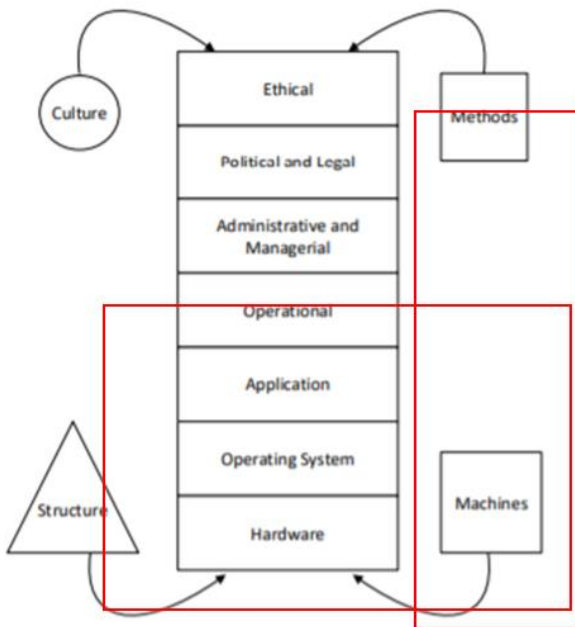 Ethical
Culture
Methods
Political and Legal
Administrative and
Managerial
Operational
Application
Operating System
Structure
Machines
Hardware